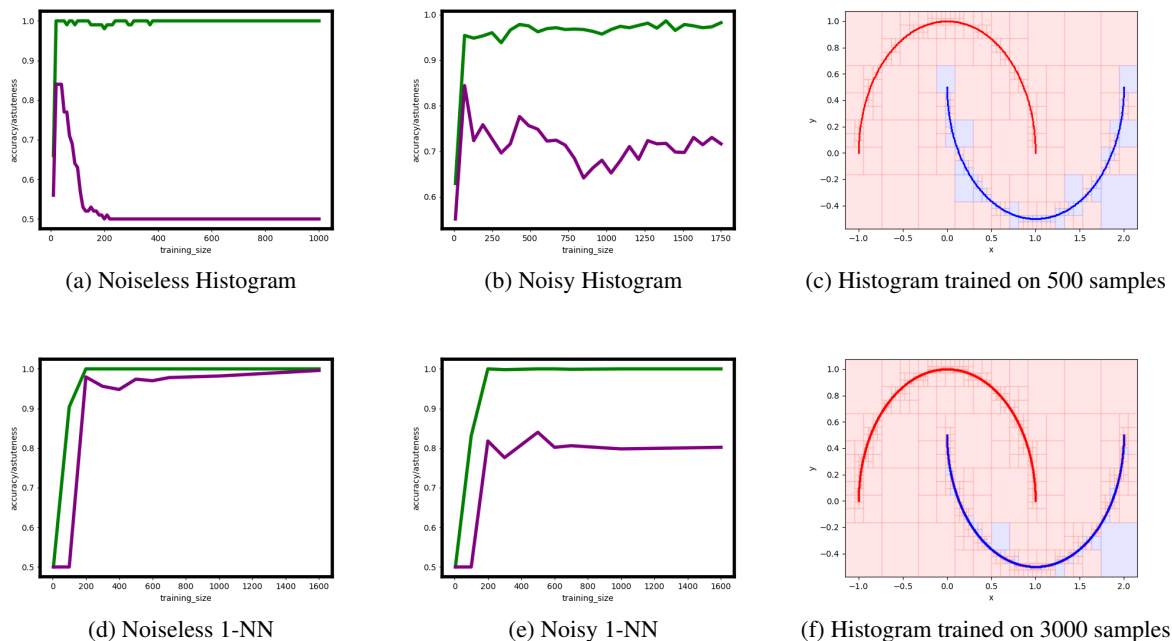 1.0
0.9
0.8
0.7
0.6
0.5
accuracy/astuteness
0 200 400 600 800 1000
training_size
(a) Noiseless Histogram
1.0
0.9
0.8
0.7
0.6
accuracy/astuteness
0 250 500 750 1000 1250 1500 1750
training_size
(b) Noisy Histogram
1.0
0.8
0.6
0.4
0.2
0.0
−0.2
−0.4
y
−1.0 −0.5 0.0 0.5 1.0 1.5 2.0
x
(c) Histogram trained on 500 samples
1.0
0.9
0.8
0.7
0.6
0.5
accuracy/astuteness
0 200 400 600 800 1000 1200 1400 1600
training_size
(d) Noiseless 1-NN
1.0
0.9
0.8
0.7
0.6
0.5
accuracy/astuteness
0 200 400 600 800 1000 1200 1400 1600
training_size
(e) Noisy 1-NN
1.0
0.8
0.6
0.4
0.2
0.0
−0.2
−0.4
y
−1.0 −0.5 0.0 0.5 1.0 1.5 2.0
x
(f) Histogram trained on 3000 samples